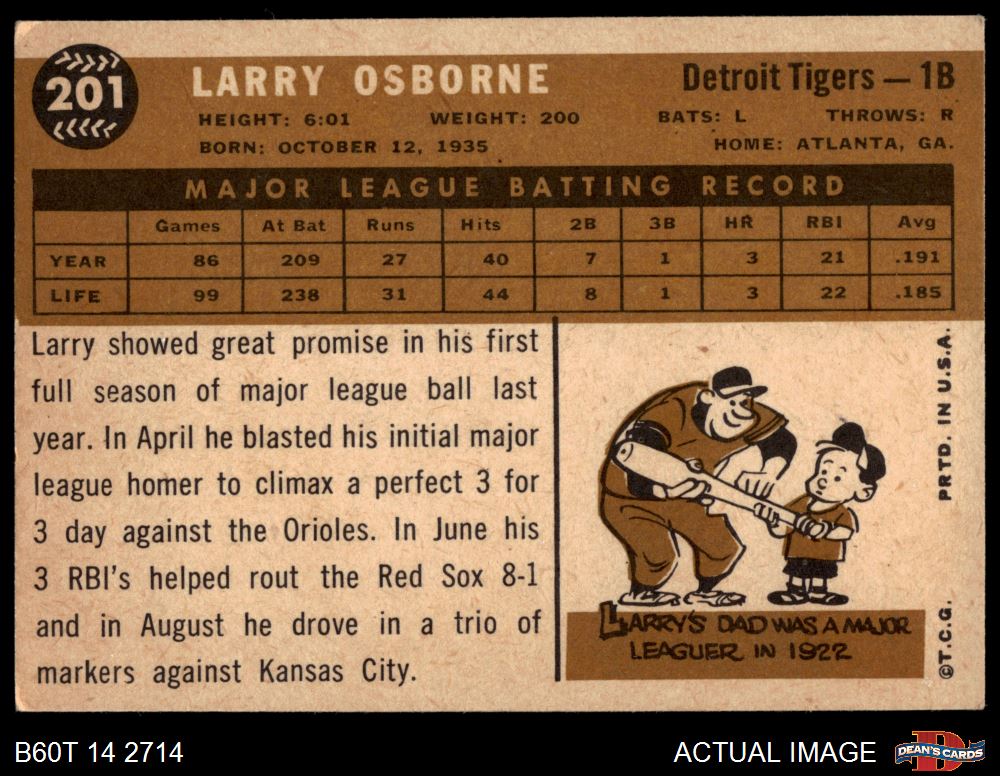 201
LARRY OSBORNE
Detroit Tigers — 1B
HEIGHT: 6:01 WEIGHT: 200 BATS: L THROWS: R
BORN: OCTOBER 12, 1935 HOME: ATLANTA, GA.
MAJOR LEAGUE BATTING RECORD
Games At Bat Runs Hits 2B 3B HR RBI Avg
YEAR 86 209 27 40 7 1 3 21 .191
LIFE 99 238 31 44 8 1 3 22 .185
Larry showed great promise in his first
full season of major league ball last
year. In April he blasted his initial major
league homer to climax a perfect 3 for
3 day against the Orioles. In June his
3 RBI's helped rout the Red Sox 8-1
and in August he drove in a trio of
markers against Kansas City.
LARRY'S DAD WAS A MAJOR
LEAGUER IN 1922
©T.C.G. PRTD. IN U.S.A.
B60T 14 2714
ACTUAL IMAGE
DEAN'S CARDS